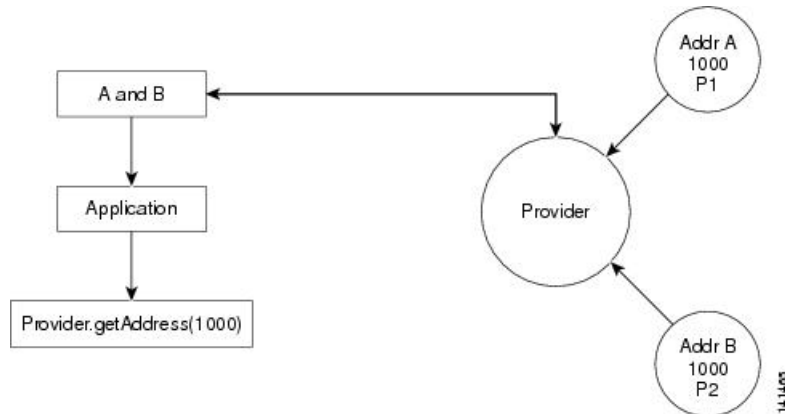 Addr A
1000
P1
A and B
Application
Provider
Provider.getAddress(1000)
Addr B
1000
P2